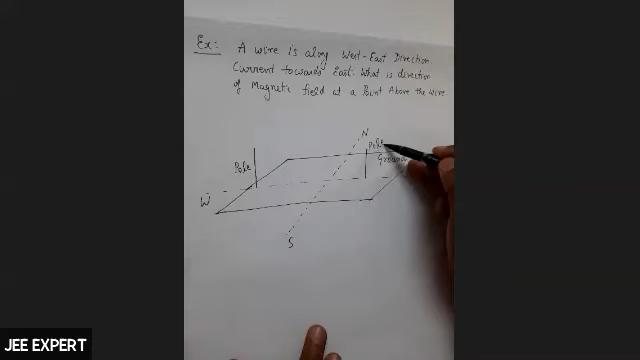 Ex: A wire is along West-East Direction.
Current towards East. What is direction
of Magnetic field at a Point Above the wire
N
Pole
Pole
Ground
W
S
JEE EXPERT